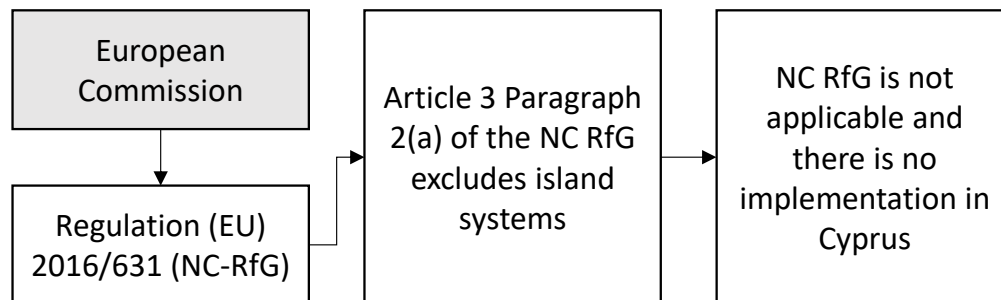 European
Commission
Regulation (EU)
2016/631 (NC-RfG)
Article 3 Paragraph
2(a) of the NC RfG
excludes island
systems
NC RfG is not
applicable and
there is no
implementation in
Cyprus